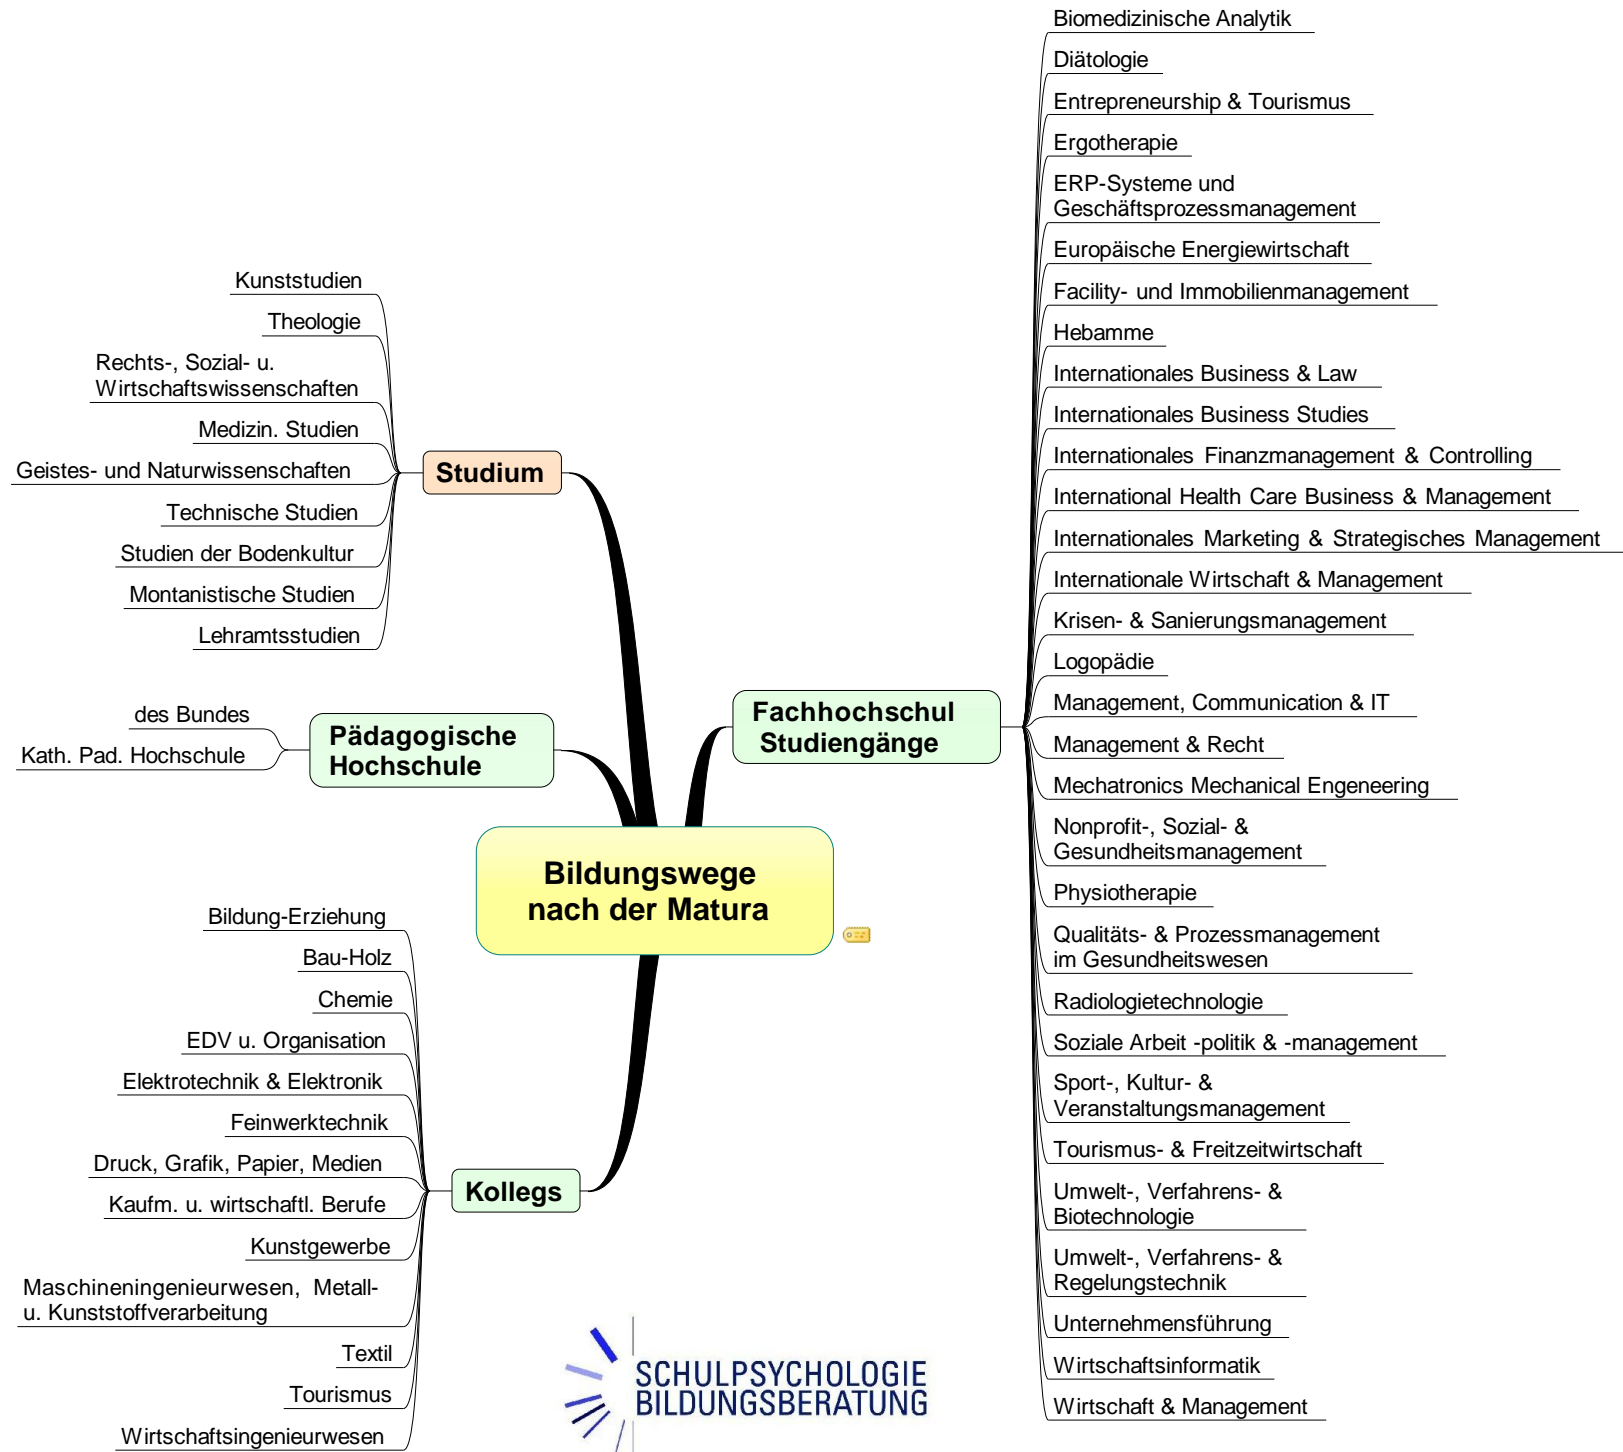 Bildungswege
nach der Matura
Studium
Kunststudien
Theologie
Rechts-, Sozial- u.
Wirtschaftswissenschaften
Medizin. Studien
Geistes- und Naturwissenschaften
Technische Studien
Studien der Bodenkultur
Montanistische Studien
Lehramtsstudien
Pädagogische
Hochschule
des Bundes
Kath. Pad. Hochschule
Kollegs
Bildung-Erziehung
Bau-Holz
Chemie
EDV u. Organisation
Elektrotechnik & Elektronik
Feinwerktechnik
Druck, Grafik, Papier, Medien
Kaufm. u. wirtschaftl. Berufe
Kunstgewerbe
Maschineningenieurwesen, Metall-
u. Kunststoffverarbeitung
Textil
Tourismus
Wirtschaftsingenieurwesen
Fachhochschul
Studiengänge
Biomedizinische Analytik
Diätologie
Entrepreneurship & Tourismus
Ergotherapie
ERP-Systeme und
Geschäftsprozessmanagement
Europäische Energiewirtschaft
Facility- und Immobilienmanagement
Hebamme
Internationales Business & Law
Internationales Business Studies
Internationales Finanzmanagement & Controlling
International Health Care Business & Management
Internationales Marketing & Strategisches Management
Internationale Wirtschaft & Management
Krisen- & Sanierungsmanagement
Logopädie
Management, Communication & IT
Management & Recht
Mechatronics Mechanical Engeneering
Nonprofit-, Sozial- &
Gesundheitsmanagement
Physiotherapie
Qualitäts- & Prozessmanagement
im Gesundheitswesen
Radiologietechnologie
Soziale Arbeit -politik & -management
Sport-, Kultur- &
Veranstaltungsmanagement
Tourismus- & Freitzeitwirtschaft
Umwelt-, Verfahrens- &
Biotechnologie
Umwelt-, Verfahrens- &
Regelungstechnik
Unternehmensführung
Wirtschaftsinformatik
Wirtschaft & Management
SCHULPSYCHOLOGIE
BILDUNGSBERATUNG